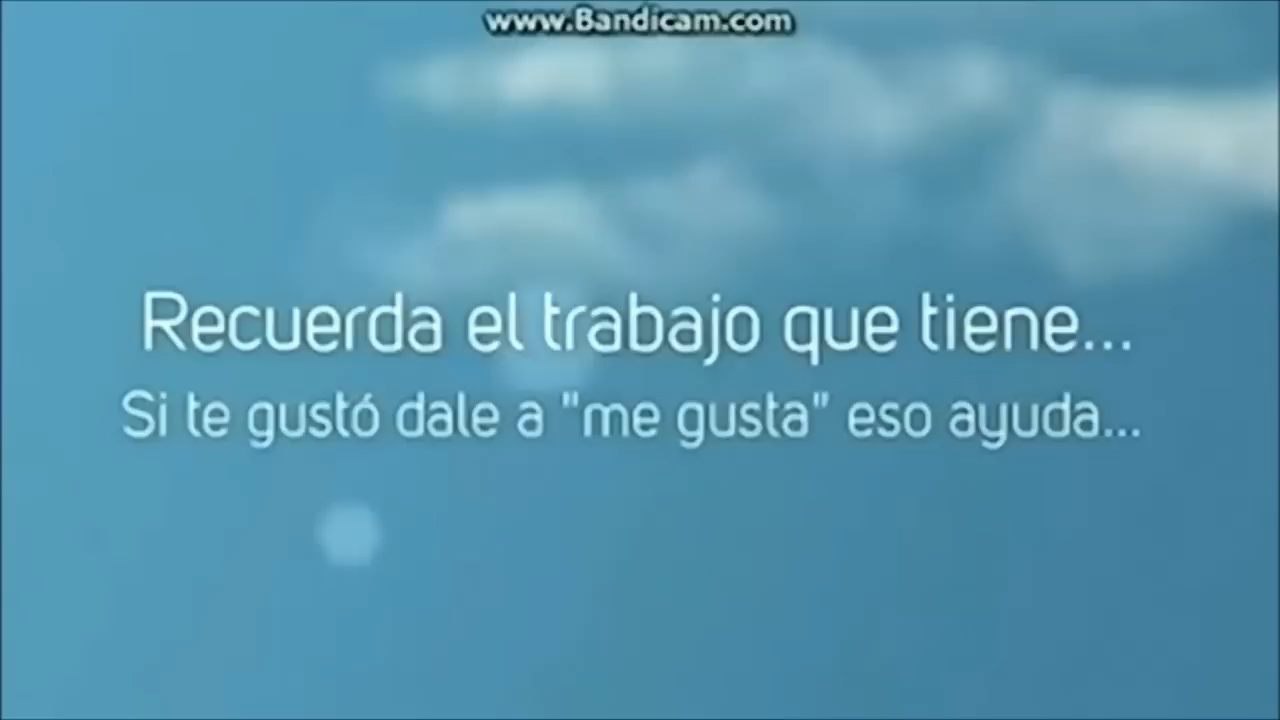 www.Bandicam.com
Recuerda el trabajo que tiene...
Si te gustó dale a "me gusta" eso ayuda...